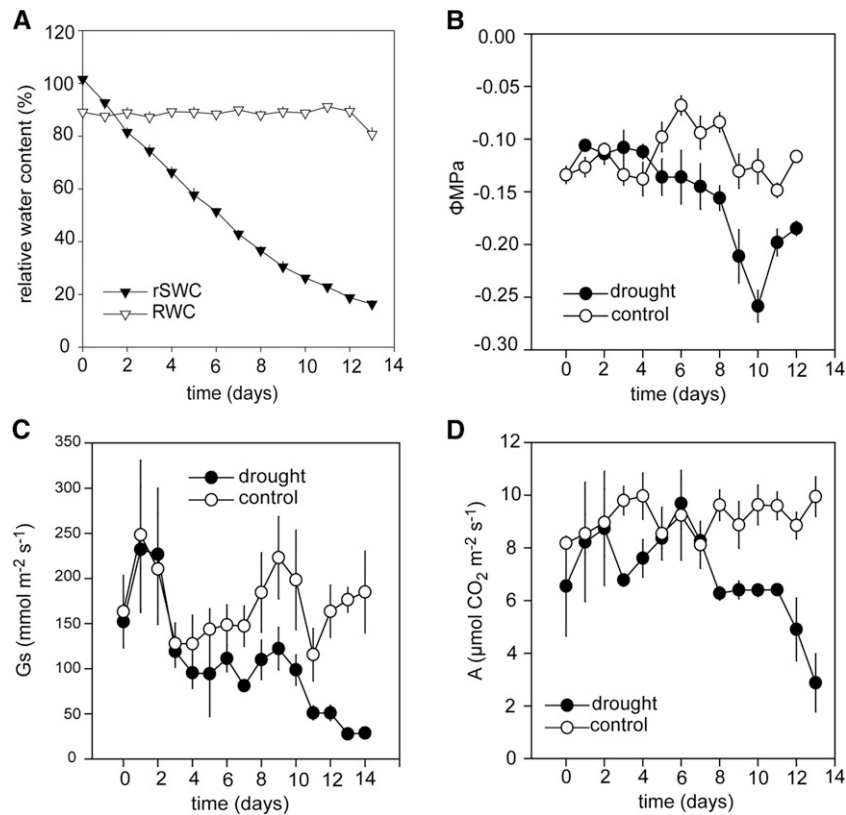 A
relative water content (%)
120
100
80
60
40
20
0
rSWC
RWC
0 2 4 6 8 10 12 14
time (days)
B
ΦMPa
0.00
-0.05
-0.10
-0.15
-0.20
-0.25
-0.30
drought
control
0 2 4 6 8 10 12 14
time (days)
C
Gs (mmol m⁻² s⁻¹)
350
300
250
200
150
100
50
0
drought
control
0 2 4 6 8 10 12 14
time (days)
D
A (μmol CO₂ m⁻² s⁻¹)
12
10
8
6
4
2
0
drought
control
0 2 4 6 8 10 12 14
time (days)